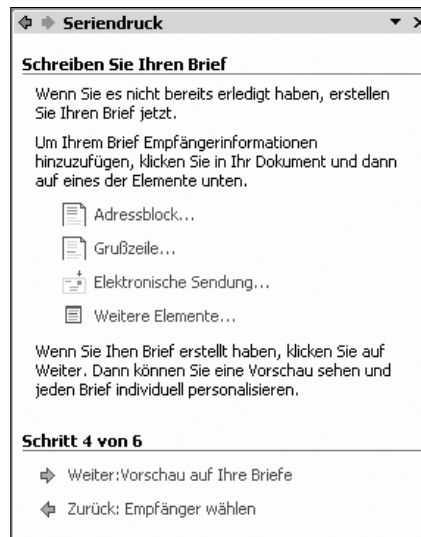 Seriendruck
Schreiben Sie Ihren Brief
Wenn Sie es nicht bereits erledigt haben, erstellen
Sie Ihren Brief jetzt.
Um Ihrem Brief Empfängerinformationen
hinzuzufügen, klicken Sie in Ihr Dokument und dann
auf eines der Elemente unten.
Adressblock...
Grußzeile...
Elektronische Sendung...
Weitere Elemente...
Wenn Sie Ihen Brief erstellt haben, klicken Sie auf
Weiter. Dann können Sie eine Vorschau sehen und
jeden Brief individuell personalisieren.
Schritt 4 von 6
Weiter:Vorschau auf Ihre Briefe
Zurück: Empfänger wählen